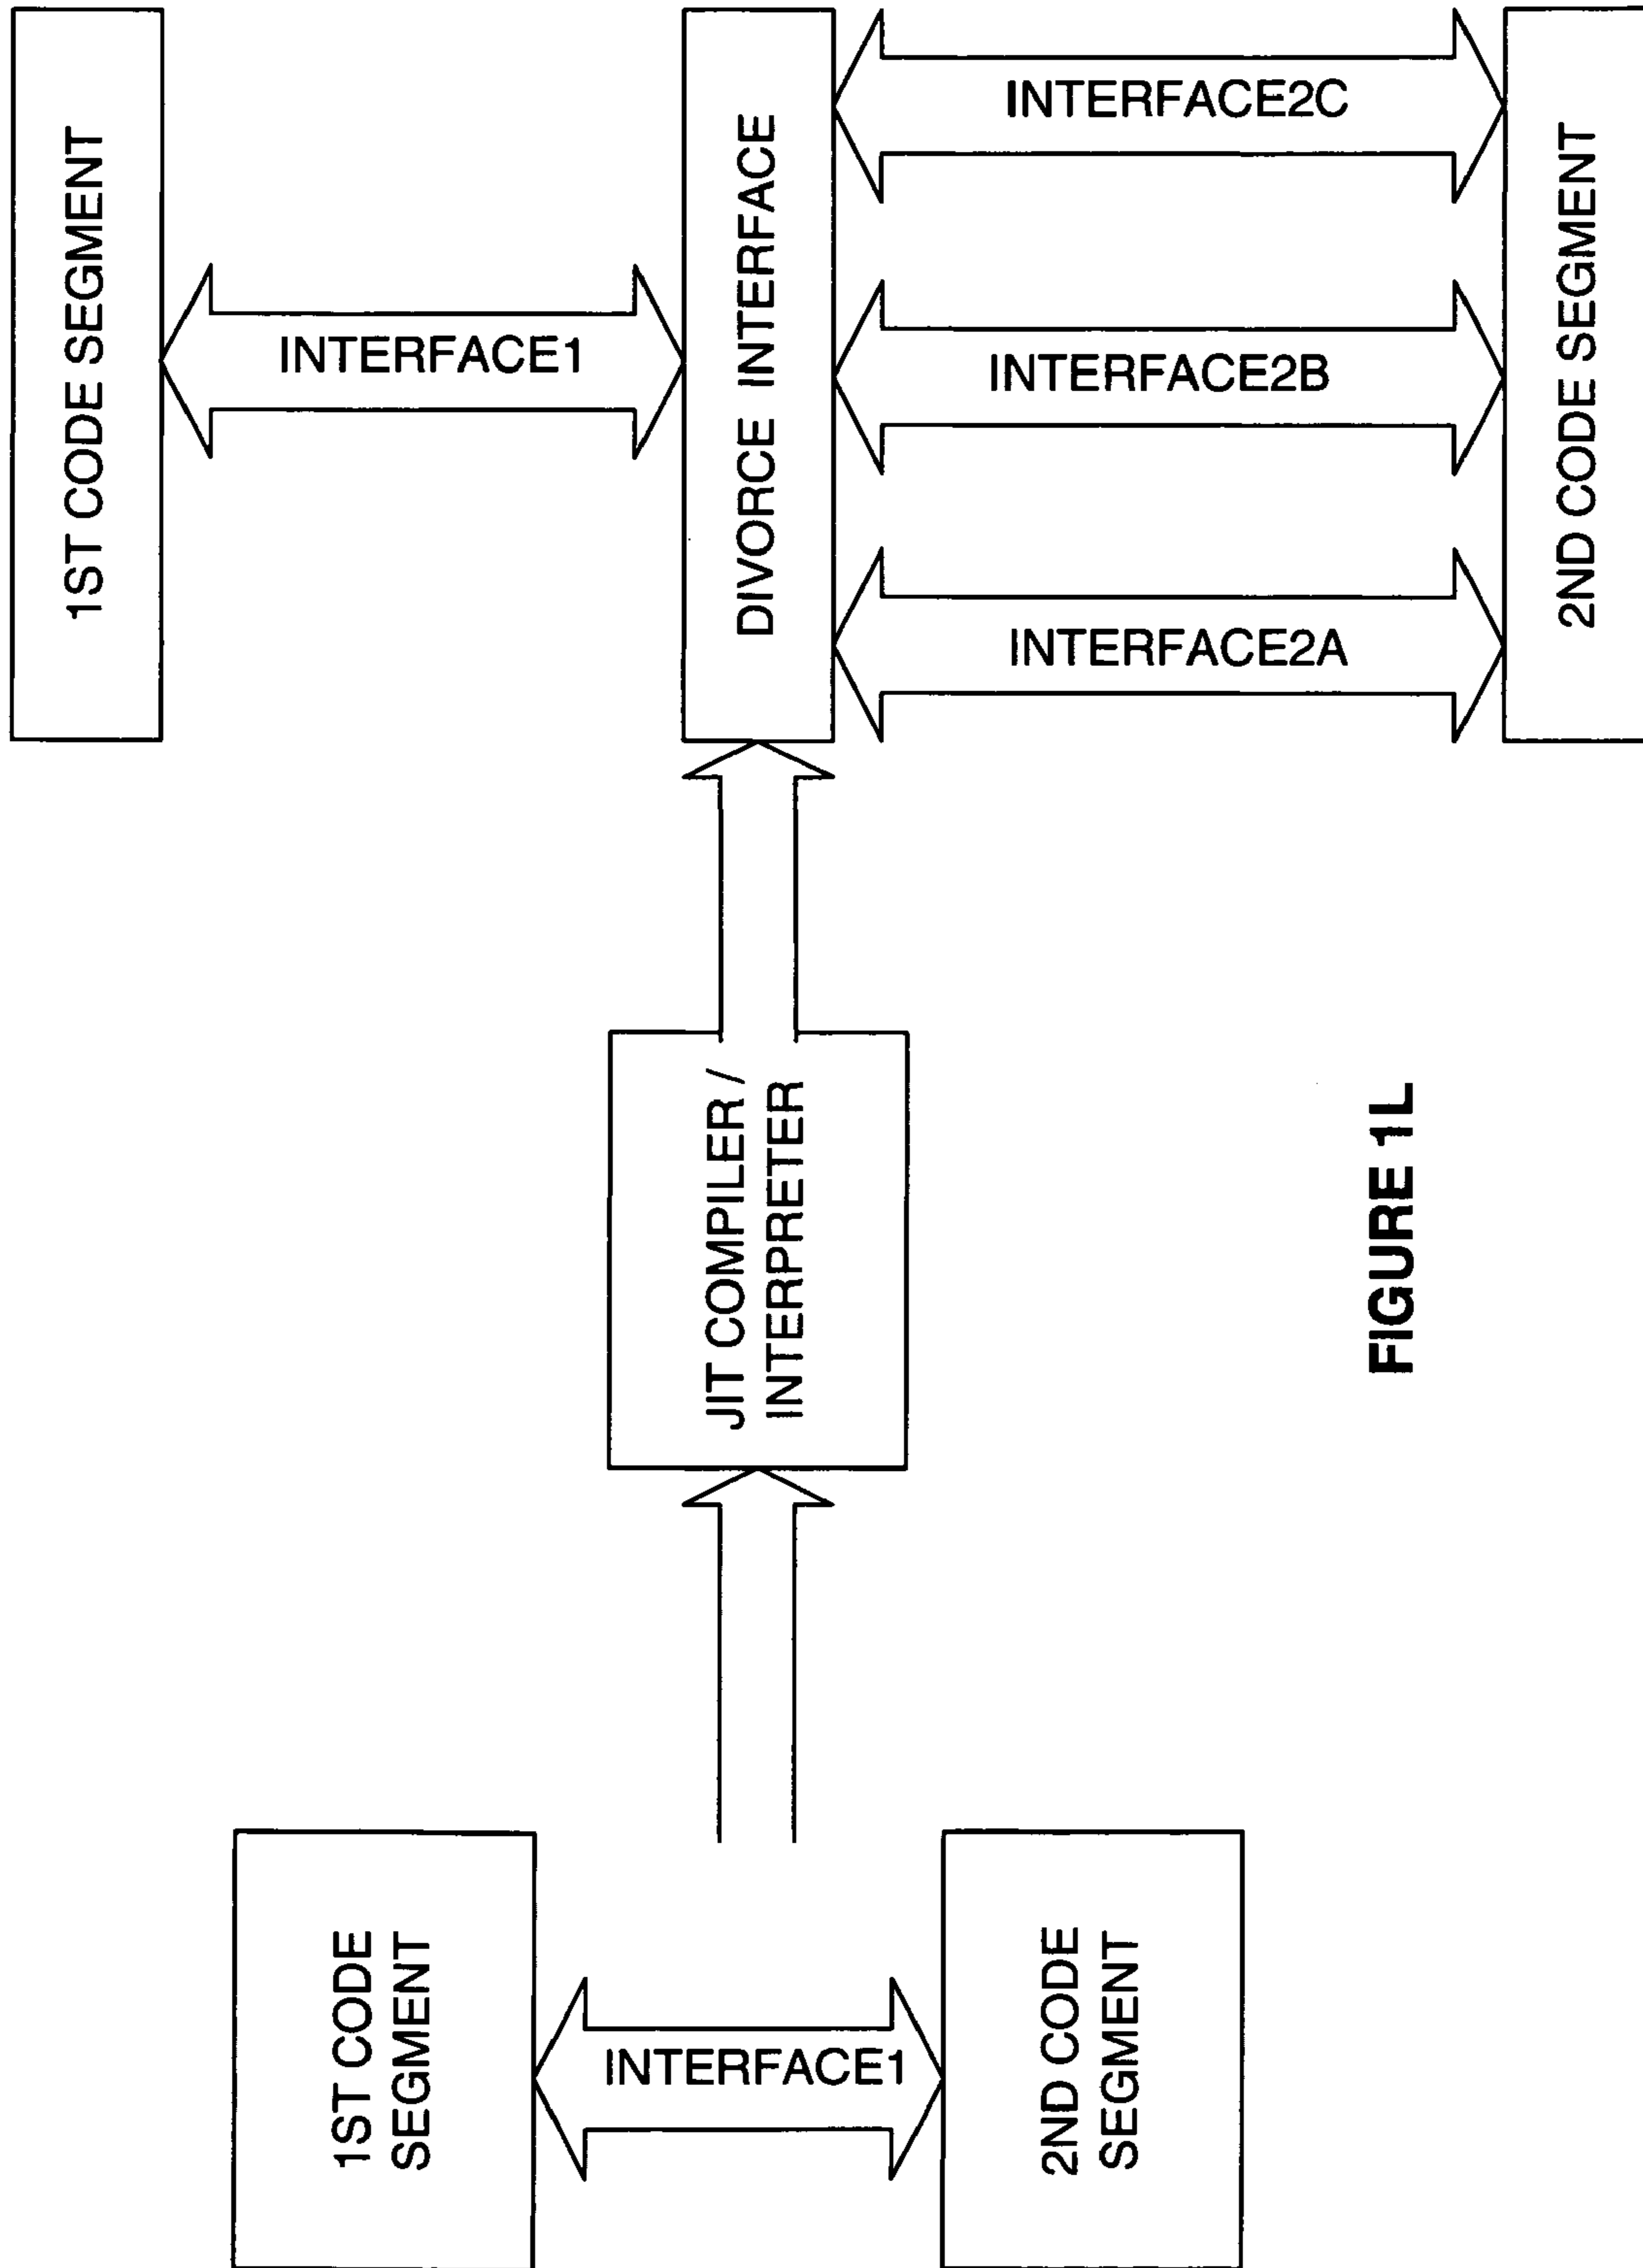 1ST CODE
SEGMENT
INTERFACE1
2ND CODE
SEGMENT
JIT COMPILER /
INTERPRETER
1ST CODE SEGMENT
INTERFACE1
DIVORCE INTERFACE
INTERFACE2A
INTERFACE2B
INTERFACE2C
2ND CODE SEGMENT
FIGURE 1L